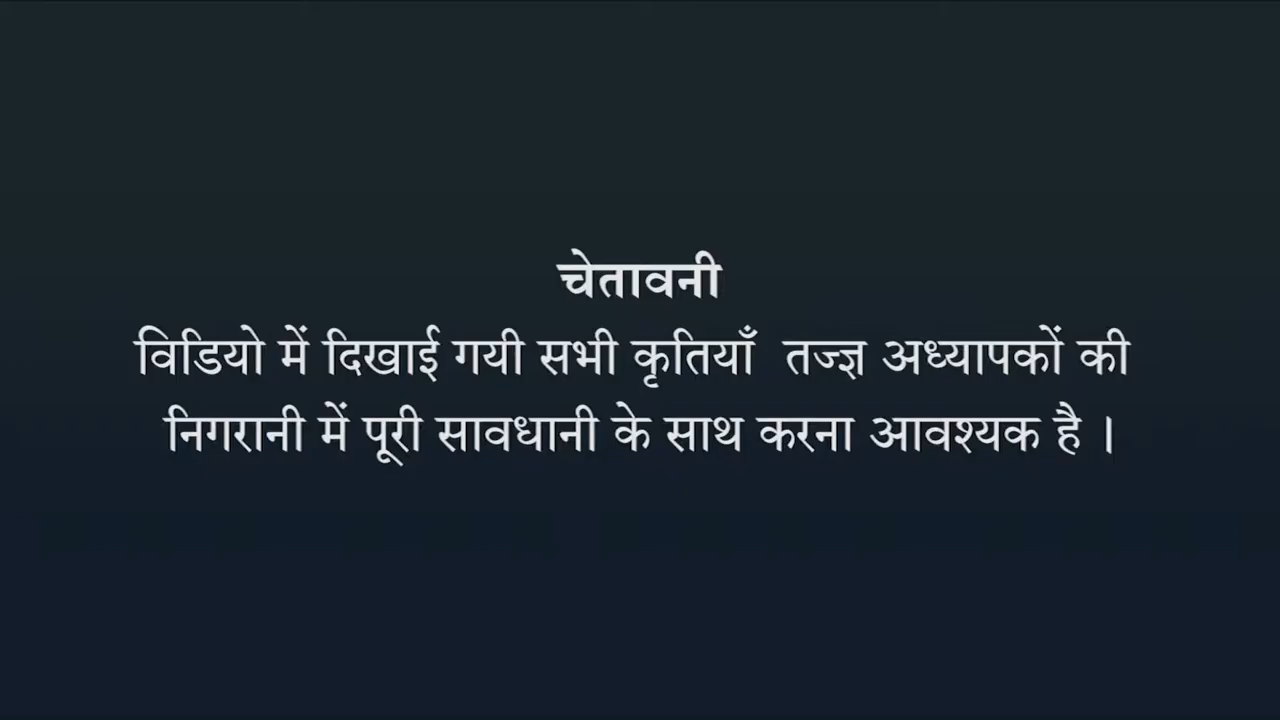 चेतावनी
विडियो में दिखाई गयी सभी कृतियाँ तज्ज्ञ अध्यापकों की
निगरानी में पूरी सावधानी के साथ करना आवश्यक है ।